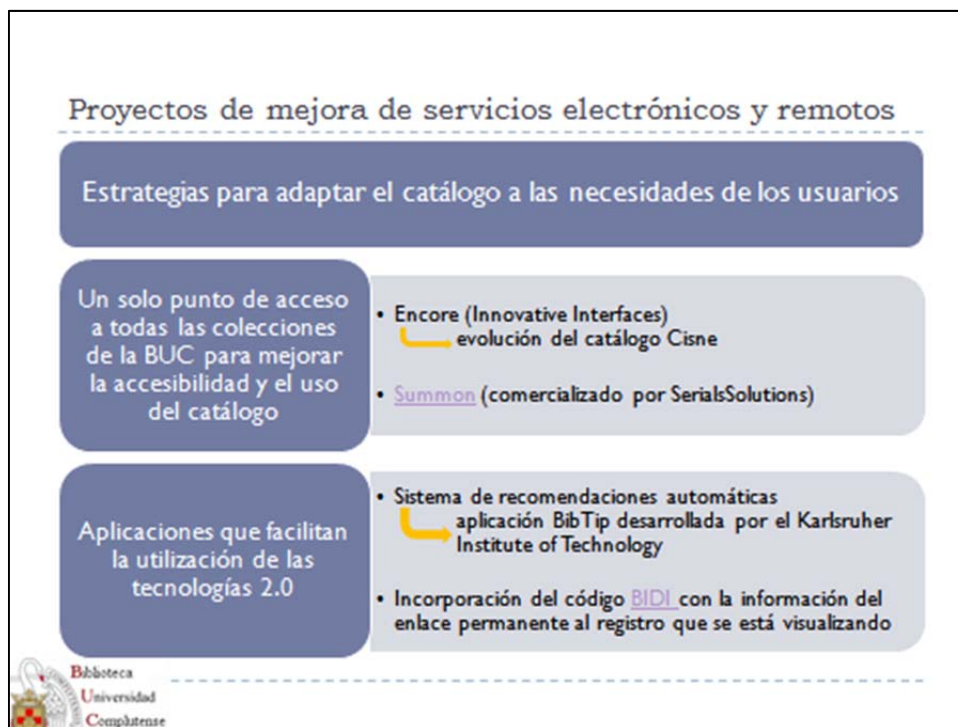 Proyectos de mejora de servicios electrónicos y remotos
Estrategias para adaptar el catálogo a las necesidades de los usuarios
Un solo punto de acceso
a todas las colecciones
de la BUC para mejorar
la accesibilidad y el uso
del catálogo
• Encore (Innovative Interfaces)
evolución del catálogo Cisne
• Summon (comercializado por SerialsSolutions)
Aplicaciones que facilitan
la utilización de las
tecnologías 2.0
• Sistema de recomendaciones automáticas
aplicación BibTip desarrollada por el Karlsruher
Institute of Technology
• Incorporación del código BIDI con la información del
enlace permanente al registro que se está visualizando
Biblioteca
Universidad
Complutense